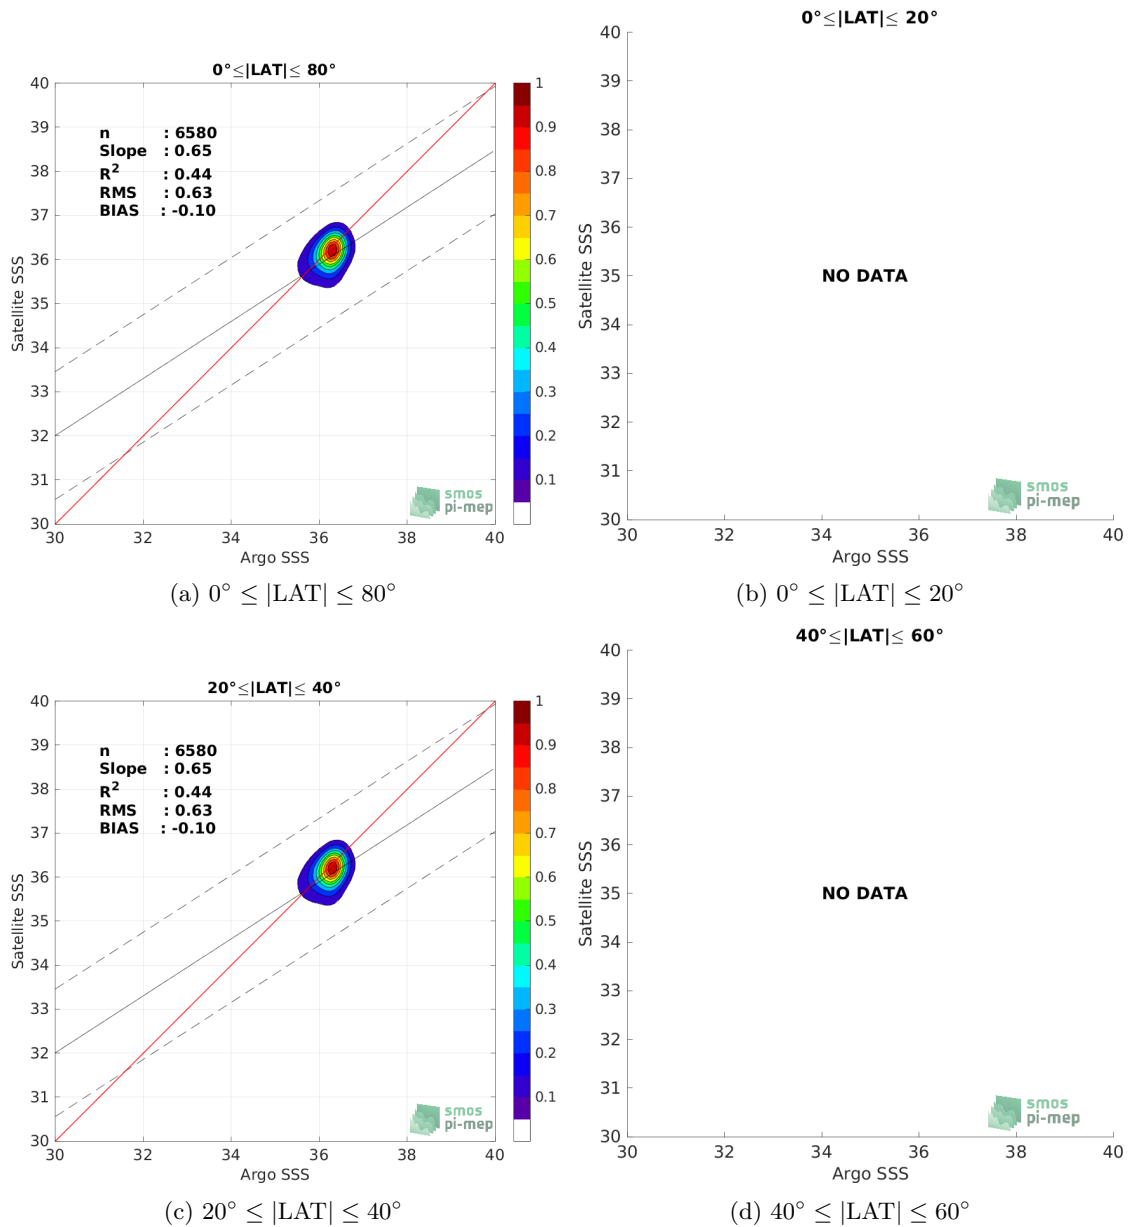 0°≤|LAT|≤ 80°
40
39
38
37
36
35
34
33
32
31
30
Satellite SSS
n : 6580
Slope : 0.65
R² : 0.44
RMS : 0.63
BIAS : -0.10
smos
pi-mep
30 32 34 36 38 40
Argo SSS
1
0.9
0.8
0.7
0.6
0.5
0.4
0.3
0.2
0.1
(a) 0° ≤ |LAT| ≤ 80°
0°≤|LAT|≤ 20°
40
39
38
37
36
35
34
33
32
31
30
Satellite SSS
NO DATA
smos
pi-mep
30 32 34 36 38 40
Argo SSS
(b) 0° ≤ |LAT| ≤ 20°
20°≤|LAT|≤ 40°
40
39
38
37
36
35
34
33
32
31
30
Satellite SSS
n : 6580
Slope : 0.65
R² : 0.44
RMS : 0.63
BIAS : -0.10
smos
pi-mep
30 32 34 36 38 40
Argo SSS
1
0.9
0.8
0.7
0.6
0.5
0.4
0.3
0.2
0.1
(c) 20° ≤ |LAT| ≤ 40°
40°≤|LAT|≤ 60°
40
39
38
37
36
35
34
33
32
31
30
Satellite SSS
NO DATA
smos
pi-mep
30 32 34 36 38 40
Argo SSS
(d) 40° ≤ |LAT| ≤ 60°